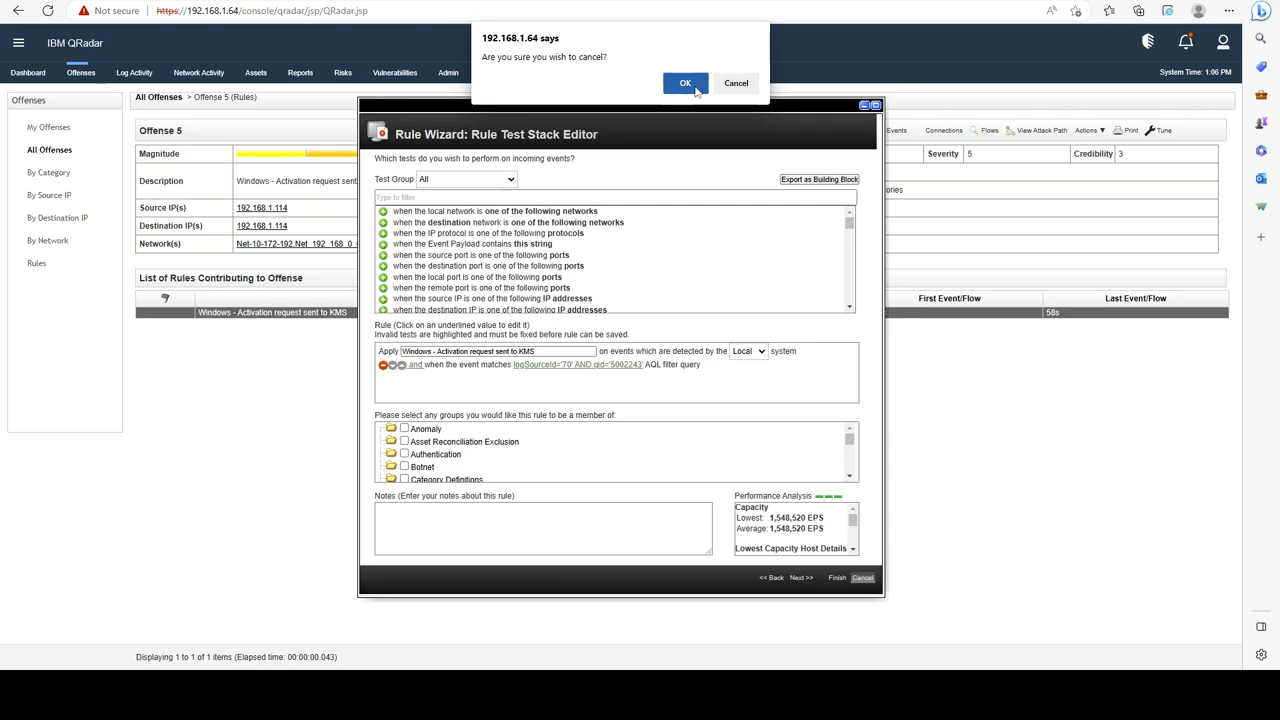 Not secure https://192.168.1.64/console/qradar/jsp/QRadar.jsp
192.168.1.64 says
Are you sure you wish to cancel?
OK Cancel
IBM QRadar
Dashboard Offenses Log Activity Network Activity Assets Reports Risks Vulnerabilities Admin System Time: 1:06 PM
Offenses
My Offenses
All Offenses
By Category
By Source IP
By Destination IP
By Network
Rules
All Offenses > Offense 5 (Rules)
Offense 5 Events Connections Flows View Attack Path Actions ▼ Print Tune
Magnitude Severity 5 Credibility 3
Description Windows - Activation request sent
Source IP(s) 192.168.1.114
Destination IP(s) 192.168.1.114
Network(s) Net-10-172-192.Net_192_168_0_0
List of Rules Contributing to Offense
First Event/Flow Last Event/Flow
Windows - Activation request sent to KMS 58s
Rule Wizard: Rule Test Stack Editor
Which tests do you wish to perform on incoming events?
Test Group All Export as Building Block
Type to filter
when the local network is one of the following networks
when the destination network is one of the following networks
when the IP protocol is one of the following protocols
when the Event Payload contains this string
when the source port is one of the following ports
when the destination port is one of the following ports
when the local port is one of the following ports
when the remote port is one of the following ports
when the source IP is one of the following IP addresses
when the destination IP is one of the following IP addresses
Rule (Click on an underlined value to edit it)
Invalid tests are highlighted and must be fixed before rule can be saved.
Apply Windows - Activation request sent to KMS on events which are detected by the Local system
and when the event matches logSourceId='70' AND qid='5002243' AQL filter query
Please select any groups you would like this rule to be a member of:
Anomaly
Asset Reconciliation Exclusion
Authentication
Botnet
Category Definitions
Notes (Enter your notes about this rule)
Performance Analysis
Capacity
Lowest: 1,548,520 EPS
Average: 1,548,520 EPS
Lowest Capacity Host Details
<< Back Next >> Finish Cancel
Displaying 1 to 1 of 1 items (Elapsed time: 00:00:00.043)